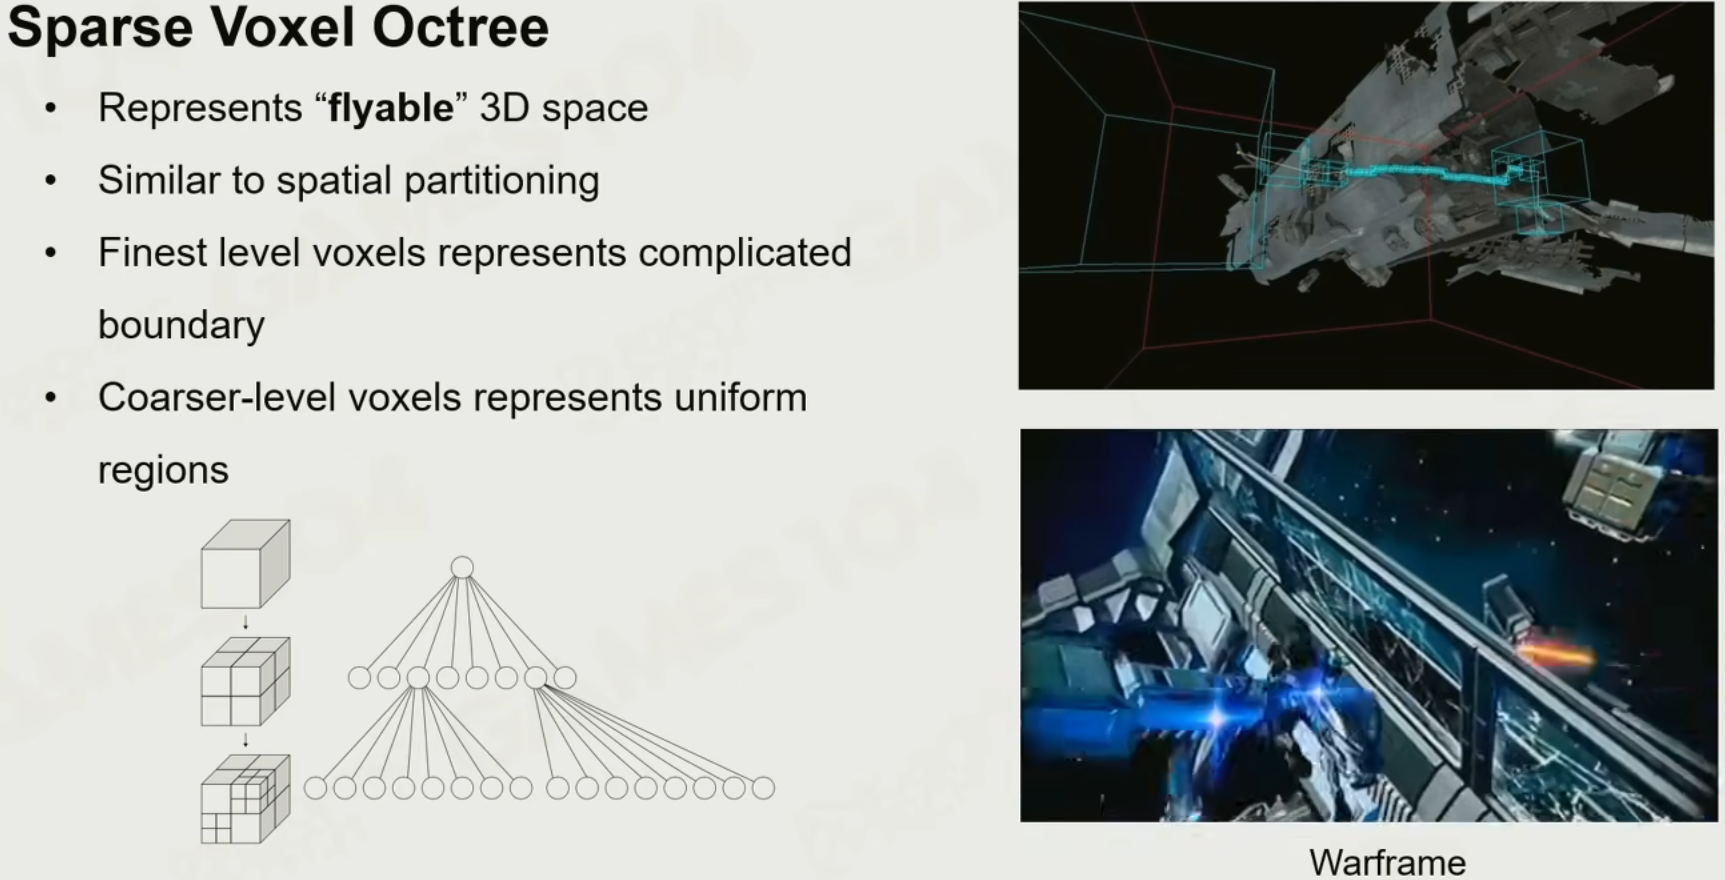 Sparse Voxel Octree
• Represents “flyable” 3D space
• Similar to spatial partitioning
• Finest level voxels represents complicated
boundary
• Coarser-level voxels represents uniform
regions
Warframe